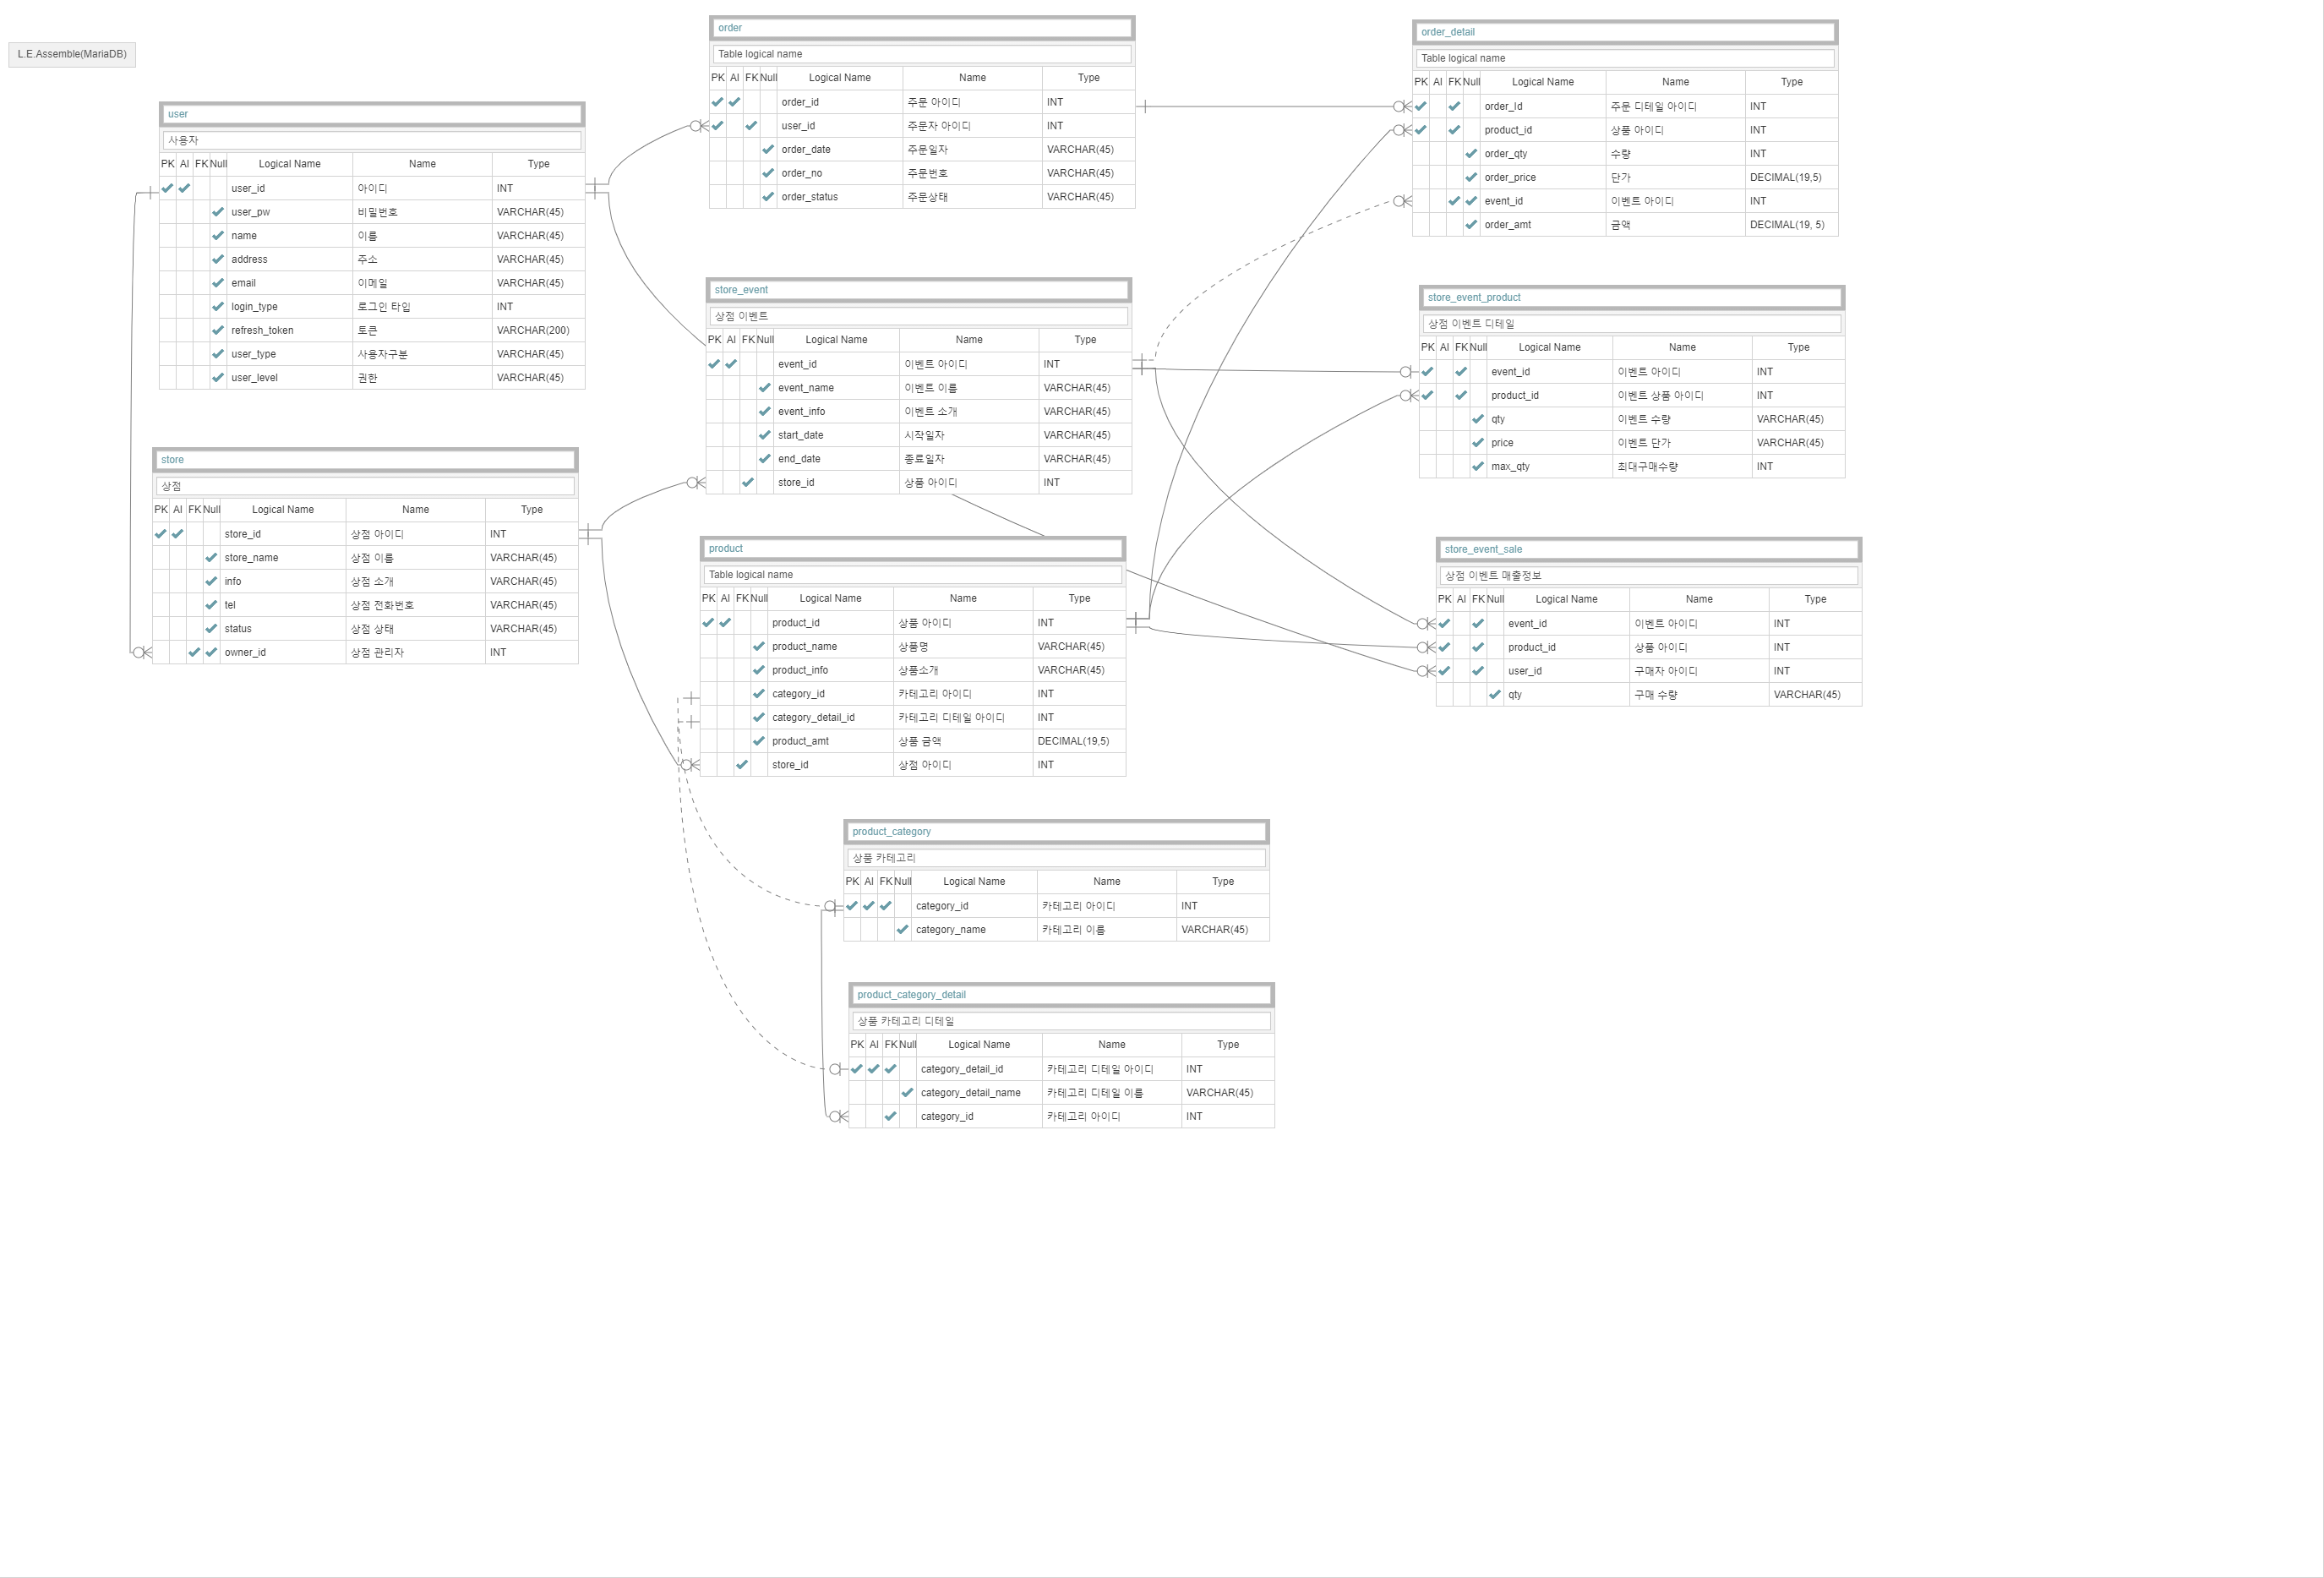 L.E.Assemble(MariaDB)
user
사용자
PK AI FK Null Logical Name Name Type
user_id 아이디 INT
user_pw 비밀번호 VARCHAR(45)
name 이름 VARCHAR(45)
address 주소 VARCHAR(45)
email 이메일 VARCHAR(45)
login_type 로그인 타입 INT
refresh_token 토큰 VARCHAR(200)
user_type 사용자구분 VARCHAR(45)
user_level 권한 VARCHAR(45)
store
상점
PK AI FK Null Logical Name Name Type
store_id 상점 아이디 INT
store_name 상점 이름 VARCHAR(45)
info 상점 소개 VARCHAR(45)
tel 상점 전화번호 VARCHAR(45)
status 상점 상태 VARCHAR(45)
owner_id 상점 관리자 INT
order
Table logical name
PK AI FK Null Logical Name Name Type
order_id 주문 아이디 INT
user_id 주문자 아이디 INT
order_date 주문일자 VARCHAR(45)
order_no 주문번호 VARCHAR(45)
order_status 주문상태 VARCHAR(45)
store_event
상점 이벤트
PK AI FK Null Logical Name Name Type
event_id 이벤트 아이디 INT
event_name 이벤트 이름 VARCHAR(45)
event_info 이벤트 소개 VARCHAR(45)
start_date 시작일자 VARCHAR(45)
end_date 종료일자 VARCHAR(45)
store_id 상품 아이디 INT
product
Table logical name
PK AI FK Null Logical Name Name Type
product_id 상품 아이디 INT
product_name 상품명 VARCHAR(45)
product_info 상품소개 VARCHAR(45)
category_id 카테고리 아이디 INT
category_detail_id 카테고리 디테일 아이디 INT
product_amt 상품 금액 DECIMAL(19,5)
store_id 상점 아이디 INT
product_category
상품 카테고리
PK AI FK Null Logical Name Name Type
category_id 카테고리 아이디 INT
category_name 카테고리 이름 VARCHAR(45)
product_category_detail
상품 카테고리 디테일
PK AI FK Null Logical Name Name Type
category_detail_id 카테고리 디테일 아이디 INT
category_detail_name 카테고리 디테일 이름 VARCHAR(45)
category_id 카테고리 아이디 INT
order_detail
Table logical name
PK AI FK Null Logical Name Name Type
order_Id 주문 디테일 아이디 INT
product_id 상품 아이디 INT
order_qty 수량 INT
order_price 단가 DECIMAL(19,5)
event_id 이벤트 아이디 INT
order_amt 금액 DECIMAL(19, 5)
store_event_product
상점 이벤트 디테일
PK AI FK Null Logical Name Name Type
event_id 이벤트 아이디 INT
product_id 이벤트 상품 아이디 INT
qty 이벤트 수량 VARCHAR(45)
price 이벤트 단가 VARCHAR(45)
max_qty 최대구매수량 INT
store_event_sale
상점 이벤트 매출정보
PK AI FK Null Logical Name Name Type
event_id 이벤트 아이디 INT
product_id 상품 아이디 INT
user_id 구매자 아이디 INT
qty 구매 수량 VARCHAR(45)